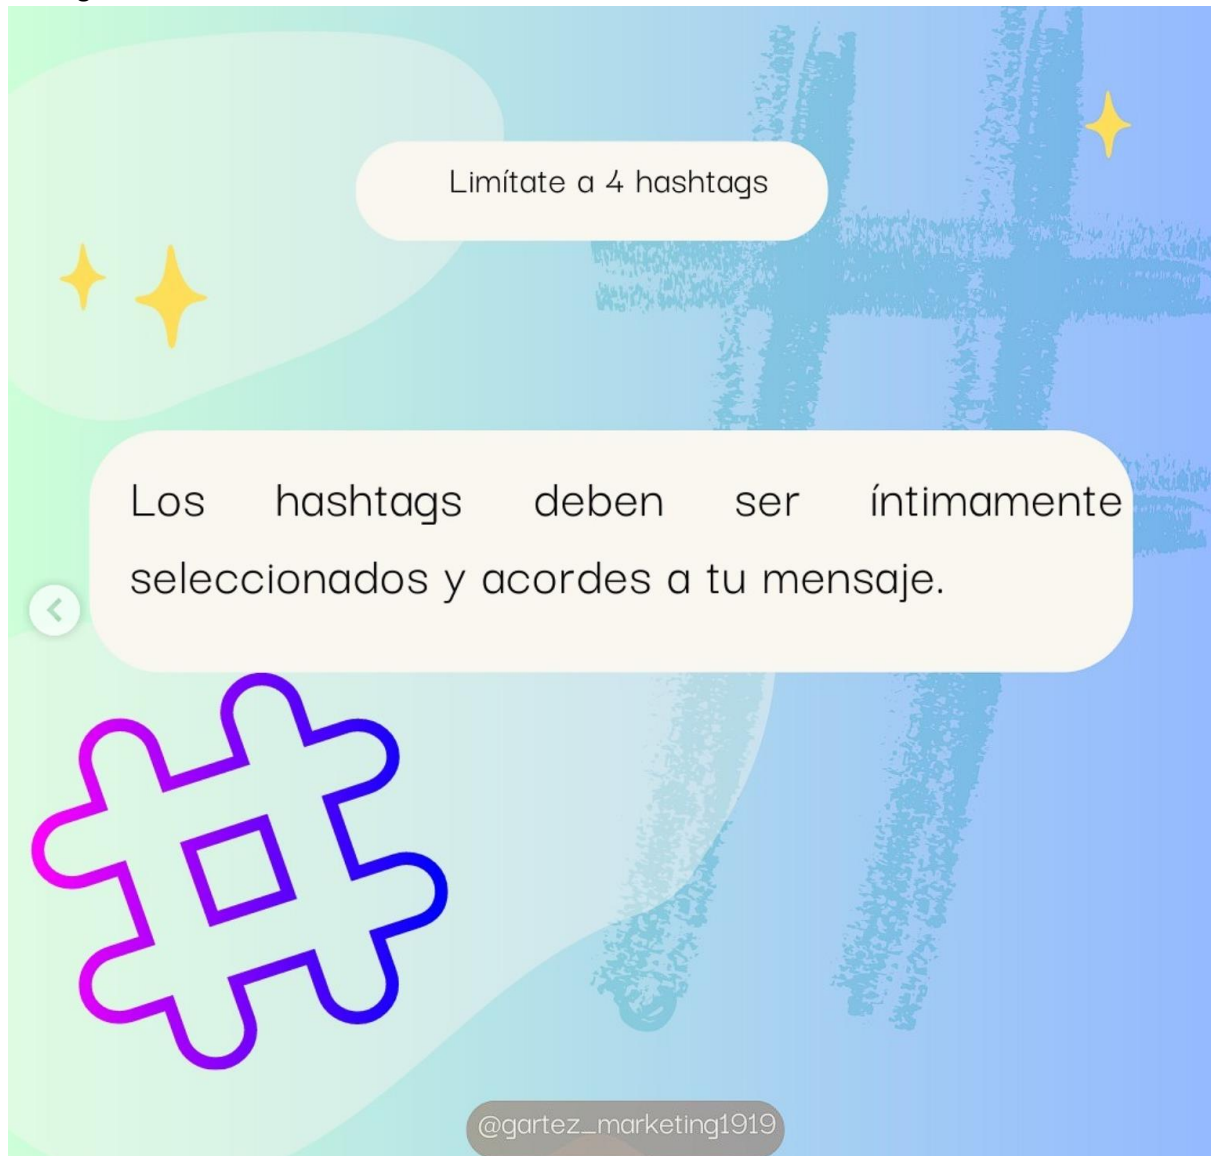 Limítate a 4 hashtags
Los hashtags deben ser íntimamente
seleccionados y acordes a tu mensaje.
@gartez_marketing1919